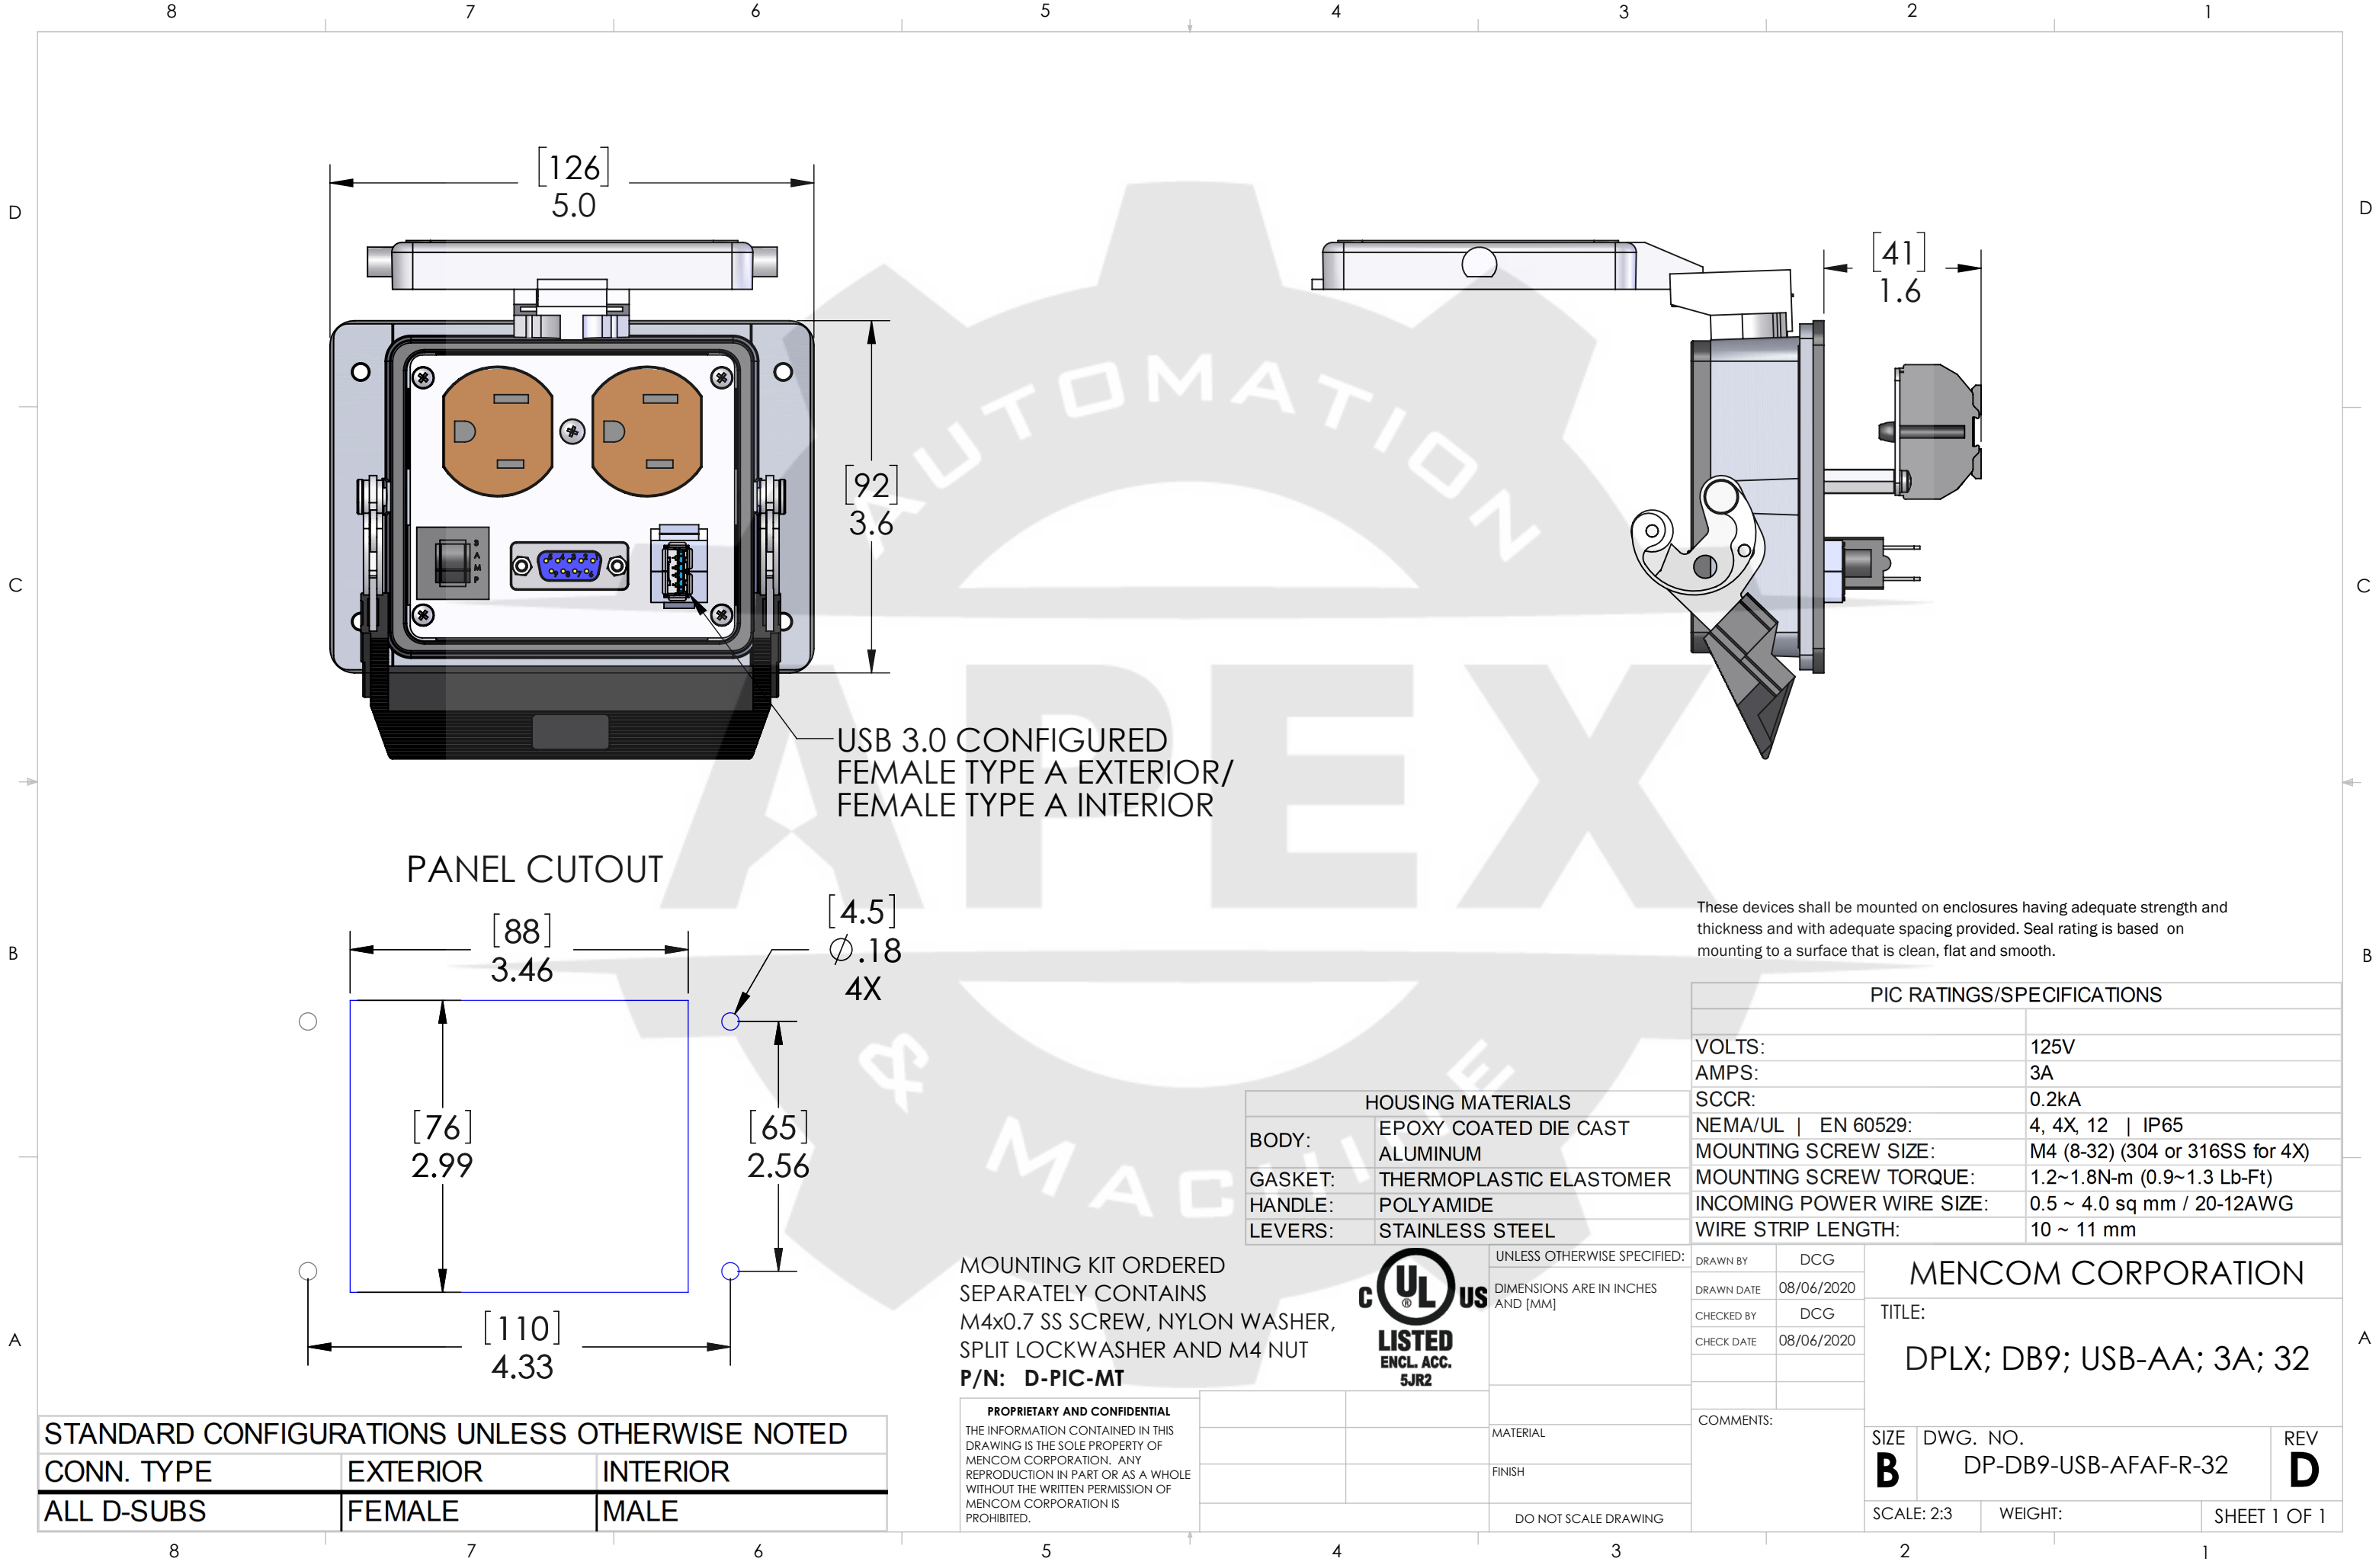 8 7 6 5 4 3 2 1
D D
[126]
5.0
[41]
1.6
[92]
3.6
3
A
M
P
C C
AUTOMATION
APEX
& MACHINE
USB 3.0 CONFIGURED
FEMALE TYPE A EXTERIOR/
FEMALE TYPE A INTERIOR
PANEL CUTOUT
[88]
3.46
[4.5]
Ø.18
4X
B B
[76]
2.99
[65]
2.56
[110]
4.33
These devices shall be mounted on enclosures having adequate strength and
thickness and with adequate spacing provided. Seal rating is based on
mounting to a surface that is clean, flat and smooth.
PIC RATINGS/SPECIFICATIONS
VOLTS: 125V
AMPS: 3A
SCCR: 0.2kA
NEMA/UL | EN 60529: 4, 4X, 12 | IP65
MOUNTING SCREW SIZE: M4 (8-32) (304 or 316SS for 4X)
MOUNTING SCREW TORQUE: 1.2~1.8N-m (0.9~1.3 Lb-Ft)
INCOMING POWER WIRE SIZE: 0.5 ~ 4.0 sq mm / 20-12AWG
WIRE STRIP LENGTH: 10 ~ 11 mm
HOUSING MATERIALS
BODY: EPOXY COATED DIE CAST
ALUMINUM
GASKET: THERMOPLASTIC ELASTOMER
HANDLE: POLYAMIDE
LEVERS: STAINLESS STEEL
MOUNTING KIT ORDERED
SEPARATELY CONTAINS
M4x0.7 SS SCREW, NYLON WASHER,
SPLIT LOCKWASHER AND M4 NUT
P/N: D-PIC-MT
C UL ® US
LISTED
ENCL. ACC.
5JR2
UNLESS OTHERWISE SPECIFIED:
DIMENSIONS ARE IN INCHES
AND [MM]
MATERIAL
FINISH
DO NOT SCALE DRAWING
DRAWN BY DCG
DRAWN DATE 08/06/2020
CHECKED BY DCG
CHECK DATE 08/06/2020
COMMENTS:
MENCOM CORPORATION
TITLE:
DPLX; DB9; USB-AA; 3A; 32
SIZE DWG. NO. REV
B DP-DB9-USB-AFAF-R-32 D
SCALE: 2:3 WEIGHT: SHEET 1 OF 1
A A
PROPRIETARY AND CONFIDENTIAL
THE INFORMATION CONTAINED IN THIS
DRAWING IS THE SOLE PROPERTY OF
MENCOM CORPORATION. ANY
REPRODUCTION IN PART OR AS A WHOLE
WITHOUT THE WRITTEN PERMISSION OF
MENCOM CORPORATION IS
PROHIBITED.
STANDARD CONFIGURATIONS UNLESS OTHERWISE NOTED
CONN. TYPE EXTERIOR INTERIOR
ALL D-SUBS FEMALE MALE
8 7 6 5 4 3 2 1